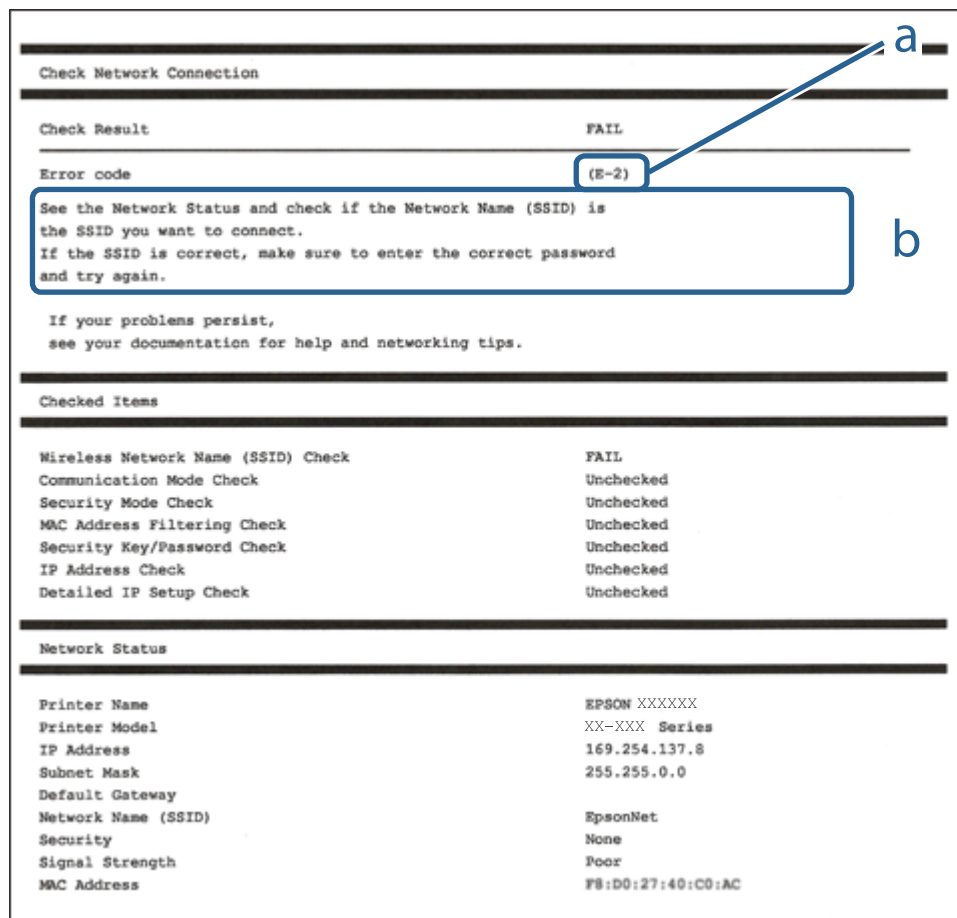 a
Check Network Connection
Check Result FAIL
Error code (E-2)
See the Network Status and check if the Network Name (SSID) is
the SSID you want to connect.
If the SSID is correct, make sure to enter the correct password
and try again.
b
If your problems persist,
see your documentation for help and networking tips.
Checked Items
Wireless Network Name (SSID) Check FAIL
Communication Mode Check Unchecked
Security Mode Check Unchecked
MAC Address Filtering Check Unchecked
Security Key/Password Check Unchecked
IP Address Check Unchecked
Detailed IP Setup Check Unchecked
Network Status
Printer Name EPSON XXXXXX
Printer Model XX-XXX Series
IP Address 169.254.137.8
Subnet Mask 255.255.0.0
Default Gateway
Network Name (SSID) EpsonNet
Security None
Signal Strength Poor
MAC Address F8:D0:27:40:C0:AC